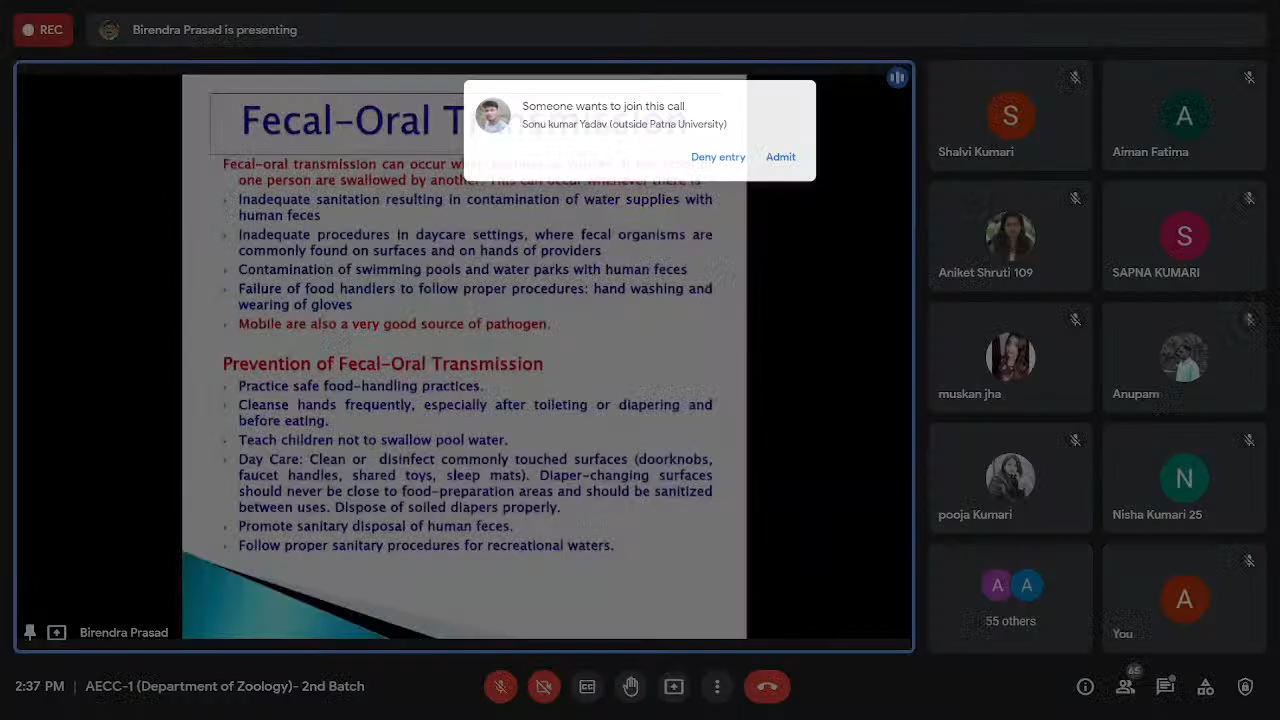 REC
Birendra Prasad is presenting
Someone wants to join this call
Sonu kumar Yadav (outside Patna University)
Deny entry Admit
Fecal-Oral
Fecal-oral transmission can occur
one person are swallowed by another. This can occur whenever there is
Inadequate sanitation resulting in contamination of water supplies with
human feces
Inadequate procedures in daycare settings, where fecal organisms are
commonly found on surfaces and on hands of providers
Contamination of swimming pools and water parks with human feces
Failure of food handlers to follow proper procedures: hand washing and
wearing of gloves
Mobile are also a very good source of pathogen.
Prevention of Fecal-Oral Transmission
Practice safe food-handling practices.
Cleanse hands frequently, especially after toileting or diapering and
before eating.
Teach children not to swallow pool water.
Day Care: Clean or disinfect commonly touched surfaces (doorknobs,
faucet handles, shared toys, sleep mats). Diaper-changing surfaces
should never be close to food-preparation areas and should be sanitized
between uses. Dispose of soiled diapers properly.
Promote sanitary disposal of human feces.
Follow proper sanitary procedures for recreational waters.
Birendra Prasad
S
Shalvi Kumari
A
Aiman Fatima
Aniket Shruti 109
S
SAPNA KUMARI
muskan jha
Anupam
pooja Kumari
N
Nisha Kumari 25
A A
55 others
A
You
2:37 PM | AECC-1 (Department of Zoology)- 2nd Batch
65